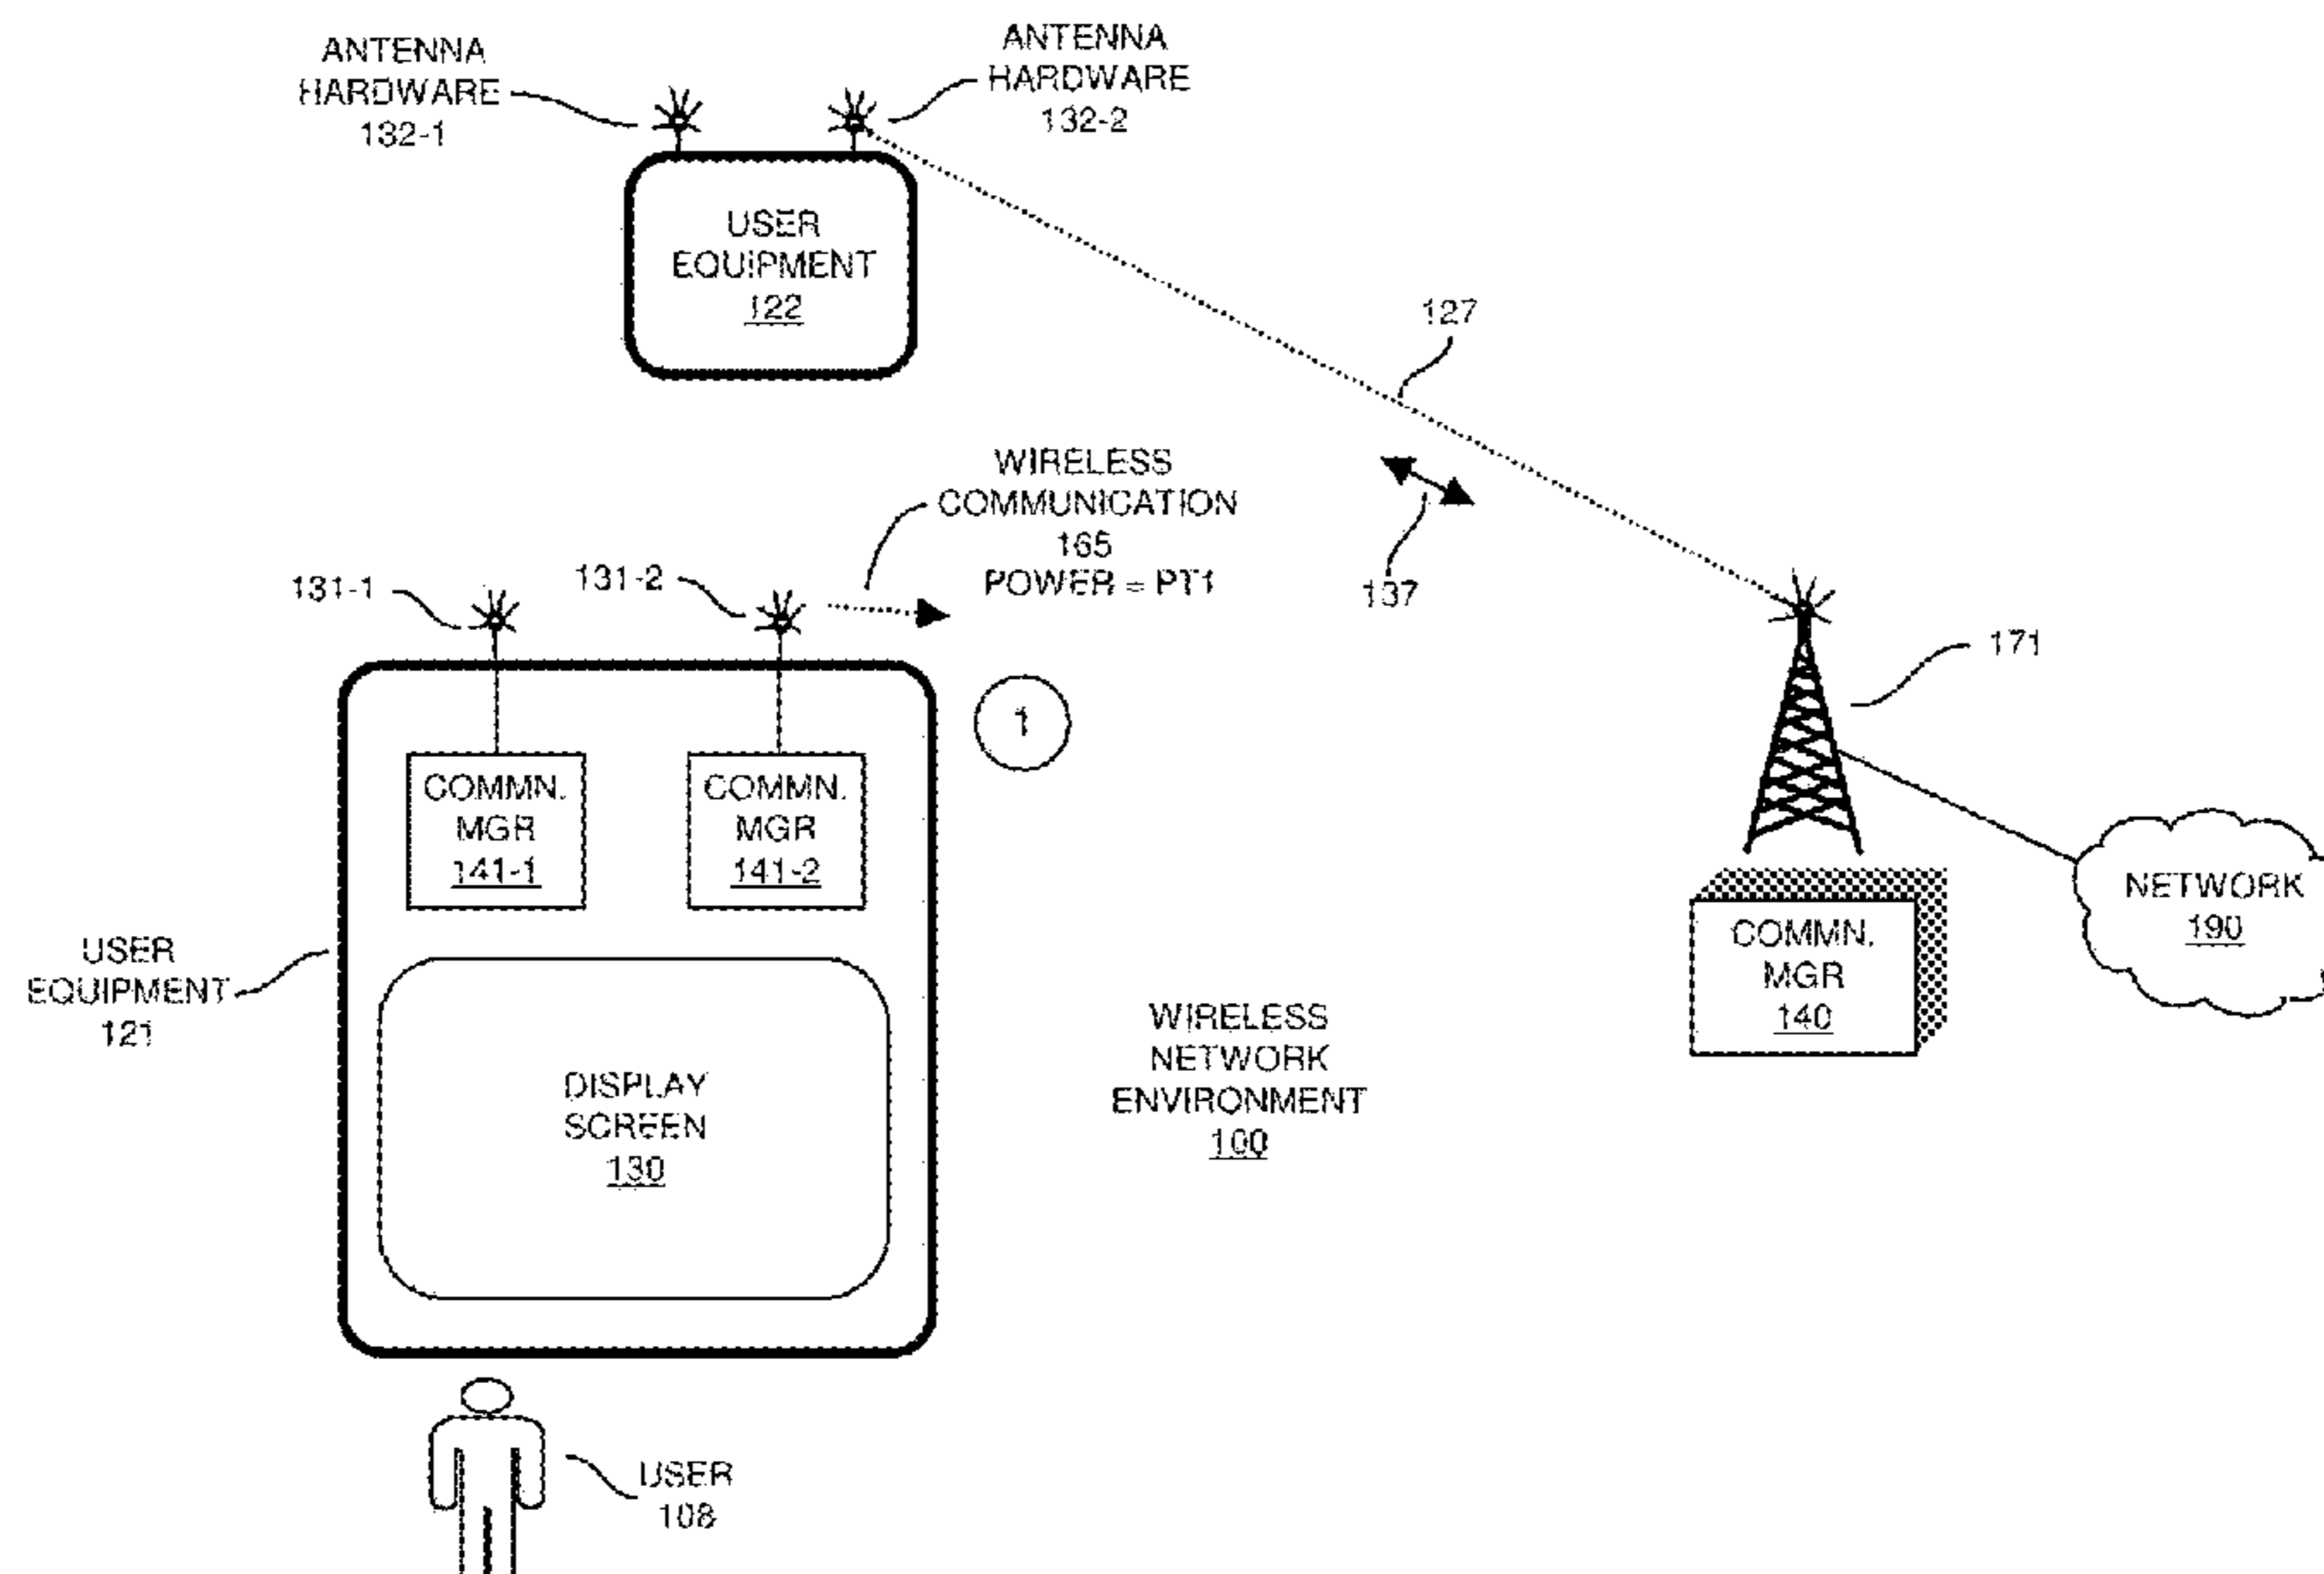 ANTENNA
HARDWARE
132-1
ANTENNA
HARDWARE
132-2
USER
EQUIPMENT
122
127
WIRELESS
COMMUNICATION
165
POWER = PT1
137
131-1
131-2
171
1
COMMN.
MGR
141-1
COMMN.
MGR
141-2
NETWORK
190
COMMN.
MGR
140
USER
EQUIPMENT
121
WIRELESS
NETWORK
ENVIRONMENT
100
DISPLAY
SCREEN
130
USER
108